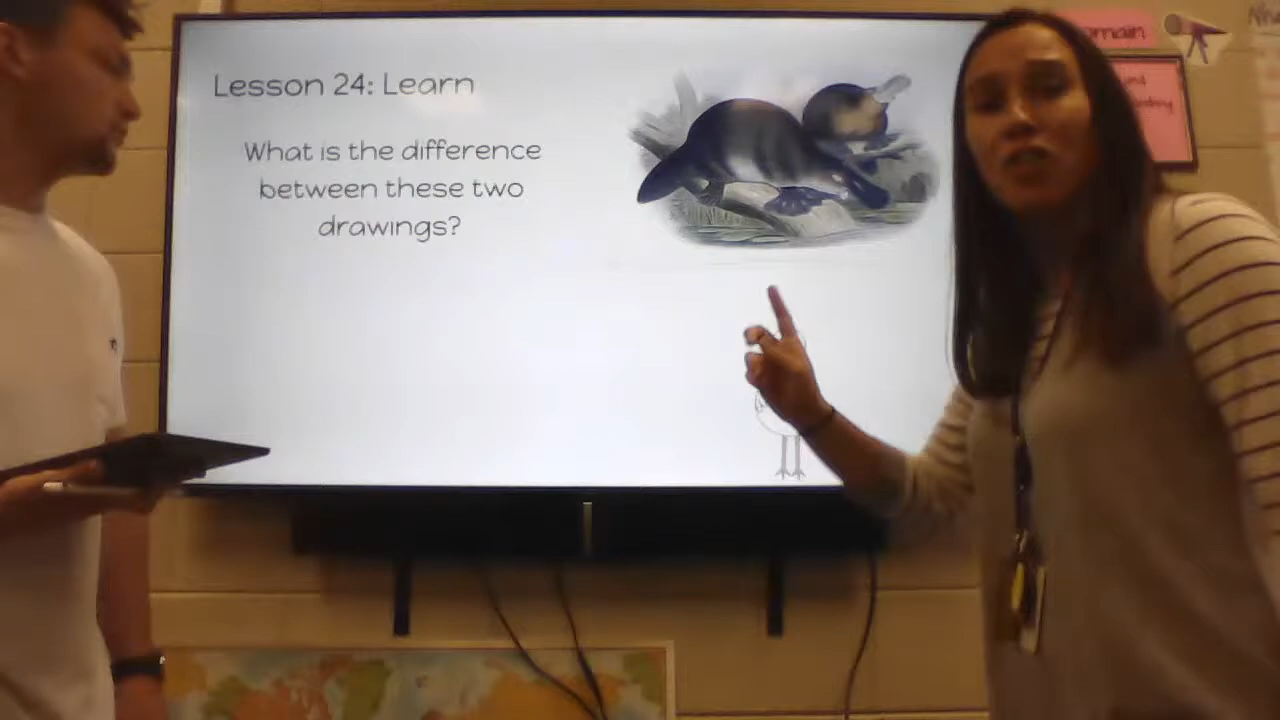 Lesson 24: Learn
What is the difference
between these two
drawings?